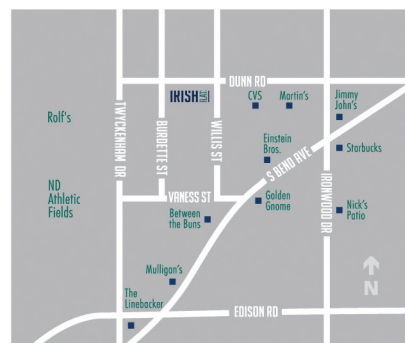 DUNN RD
IRISH FLATS
CVS
Martin's
Jimmy
John's
Rolf's
TWYCKENHAM DR
BURDETTE ST
WILLIS ST
Einstein
Bros.
S BEND AVE
Starbucks
IRONWOOD DR
ND
Athletic
Fields
VANESS ST
Between
the Buns
Golden
Gnome
Nick's
Patio
Mulligan's
N
The
Linebacker
EDISON RD